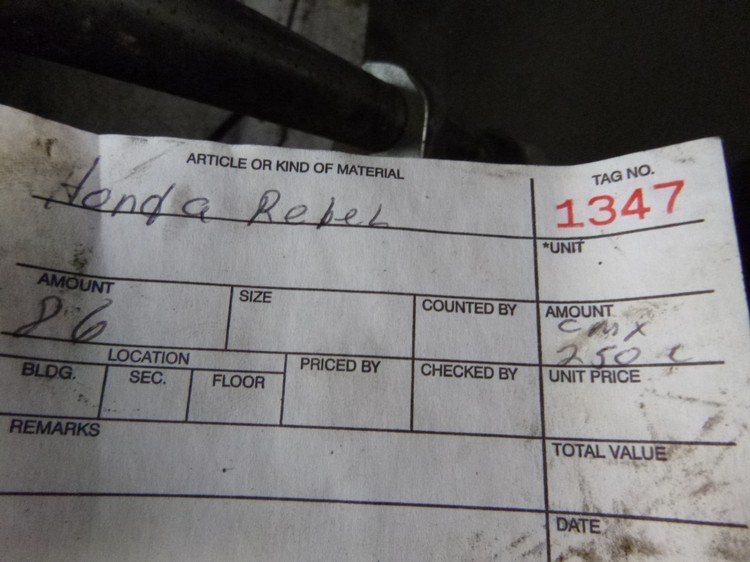 ARTICLE OR KIND OF MATERIAL
Honda Rebel
TAG NO.
1347
*UNIT
AMOUNT
86
SIZE
COUNTED BY
AMOUNT
cmx
250 c
LOCATION
BLDG.
SEC.
FLOOR
PRICED BY
CHECKED BY
UNIT PRICE
REMARKS
TOTAL VALUE
DATE